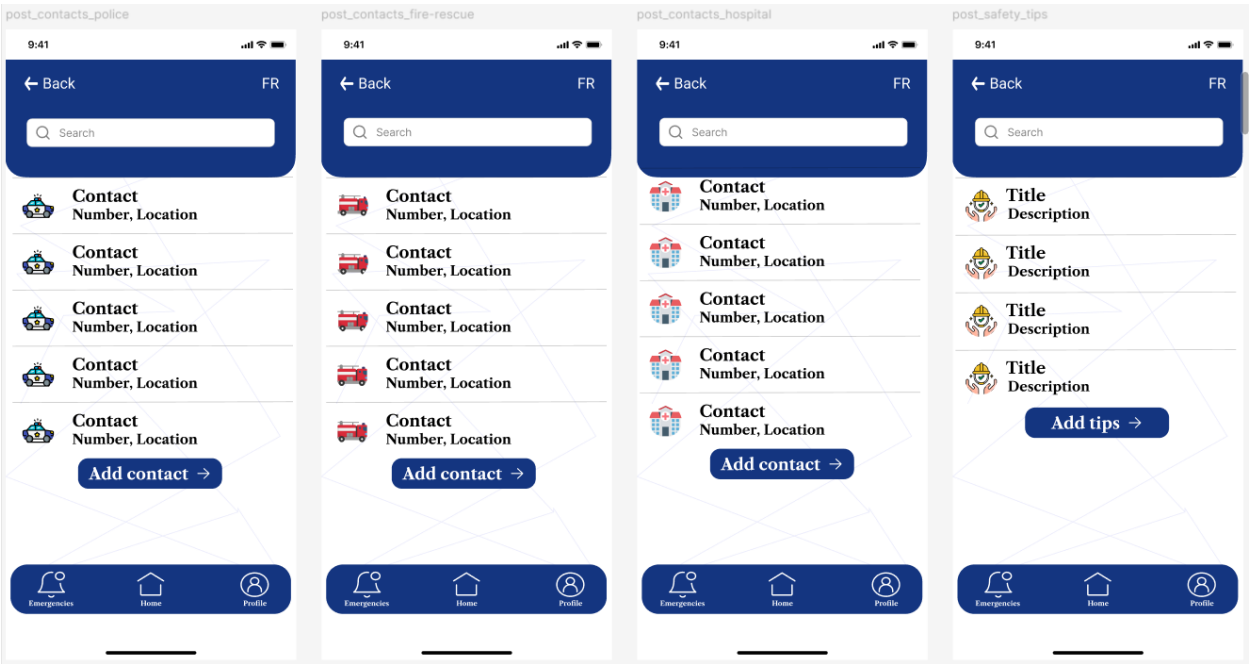 post_contacts_police
9:41
Back
FR
Search
Contact
Number, Location
Contact
Number, Location
Contact
Number, Location
Contact
Number, Location
Contact
Number, Location
Add contact →
Emergencies
Home
Profile
post_contacts_fire-rescue
9:41
Back
FR
Search
Contact
Number, Location
Contact
Number, Location
Contact
Number, Location
Contact
Number, Location
Contact
Number, Location
Add contact →
Emergencies
Home
Profile
post_contacts_hospital
9:41
Back
FR
Search
Contact
Number, Location
Contact
Number, Location
Contact
Number, Location
Contact
Number, Location
Contact
Number, Location
Add contact →
Emergencies
Home
Profile
post_safety_tips
9:41
Back
FR
Search
Title
Description
Title
Description
Title
Description
Title
Description
Add tips →
Emergencies
Home
Profile